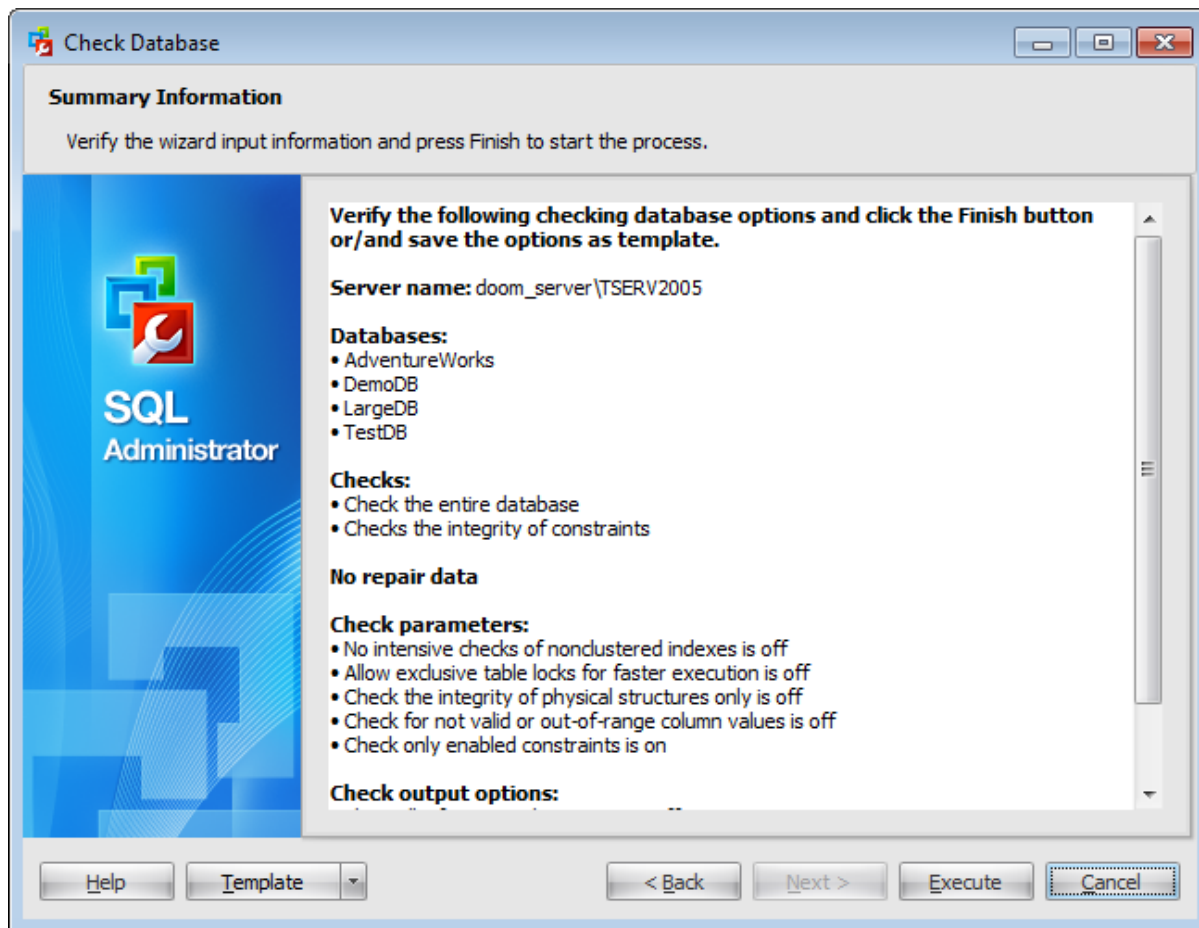 Check Database
Summary Information
Verify the wizard input information and press Finish to start the process.
SQL
Administrator
Verify the following checking database options and click the Finish button
or/and save the options as template.
Server name: doom_server\TSERV2005
Databases:
• AdventureWorks
• DemoDB
• LargeDB
• TestDB
Checks:
• Check the entire database
• Checks the integrity of constraints
No repair data
Check parameters:
• No intensive checks of nonclustered indexes is off
• Allow exclusive table locks for faster execution is off
• Check the integrity of physical structures only is off
• Check for not valid or out-of-range column values is off
• Check only enabled constraints is on
Check output options:
Help
Template
< Back
Next >
Execute
Cancel